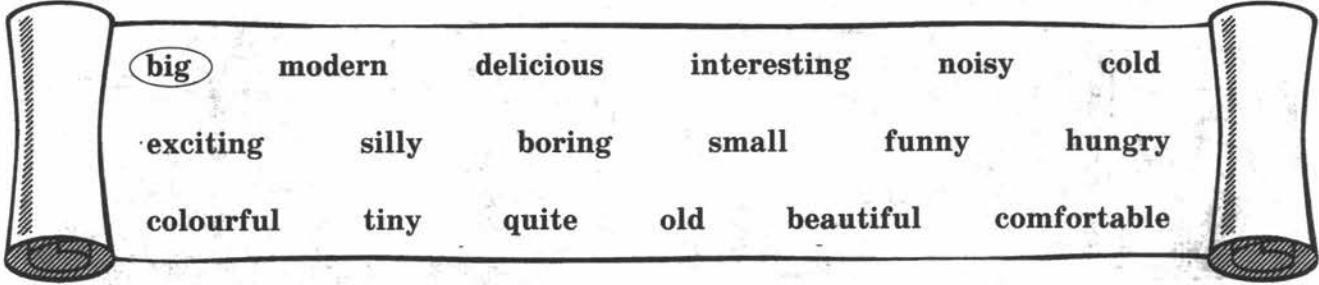 big modern delicious interesting noisy cold
exciting silly boring small funny hungry
colourful tiny quite old beautiful comfortable